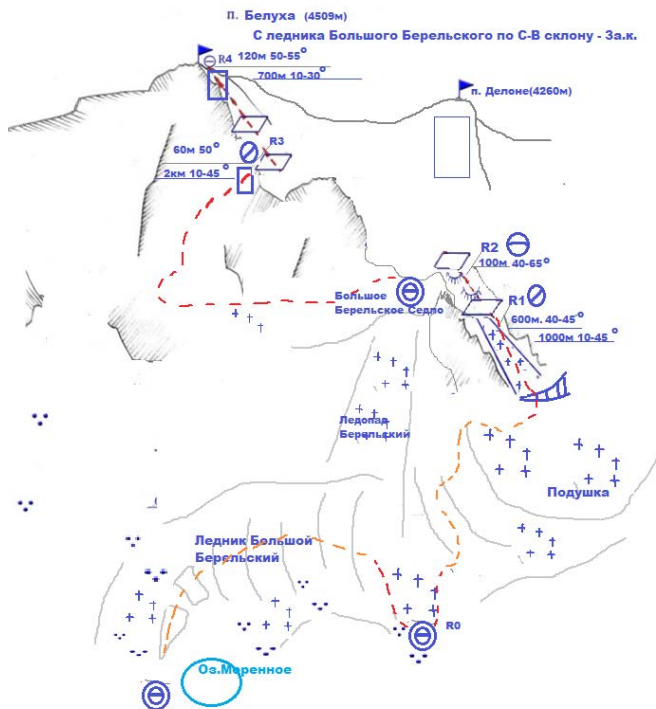 п. Белуха (4509м)
С ледника Большого Берельского по С-В склону - 3а.к.
R4 120м 50-55°
700м 10-30°
п. Делоне(4260м)
R3
60м 50°
2км 10-45°
R2
100м 40-65°
Большое
Берельское Седло
R1
600м. 40-45°
1000м 10-45°
Ледопад
Берельский
Подушка
Ледник Большой
Берельский
R0
Оз.Моренное